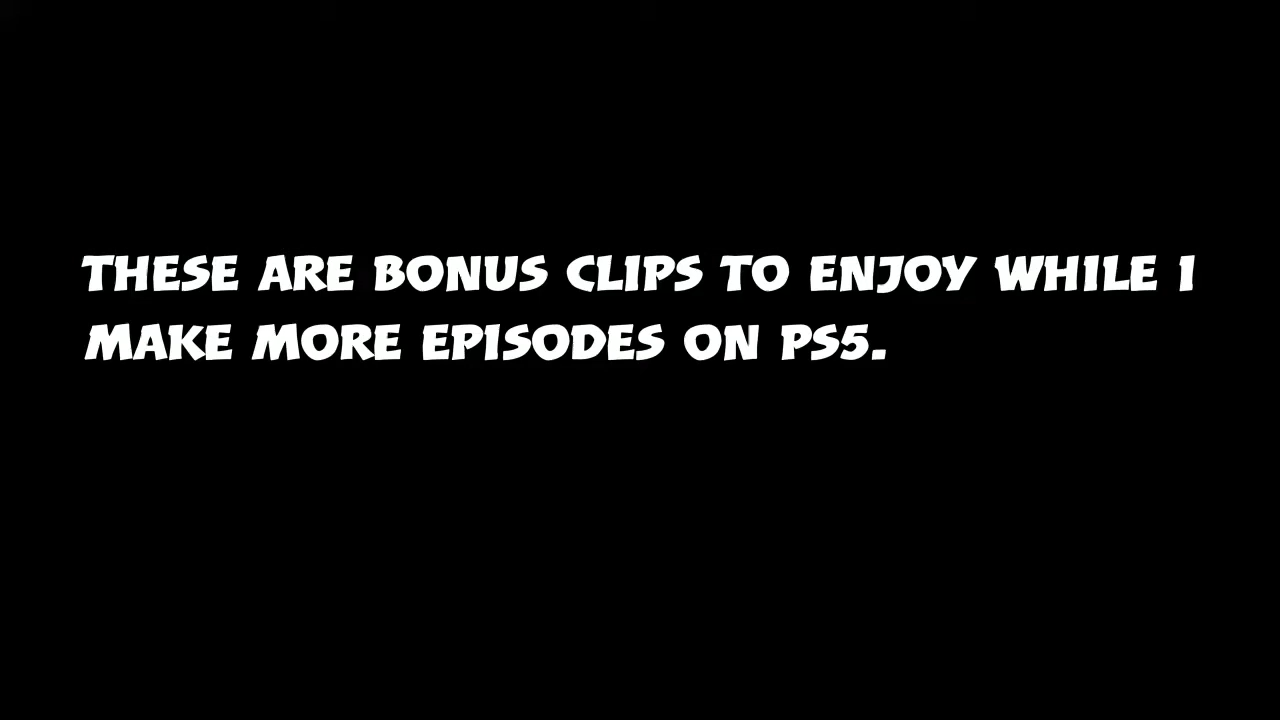 THESE ARE BONUS CLIPS TO ENJOY WHILE I
MAKE MORE EPISODES ON PS5.